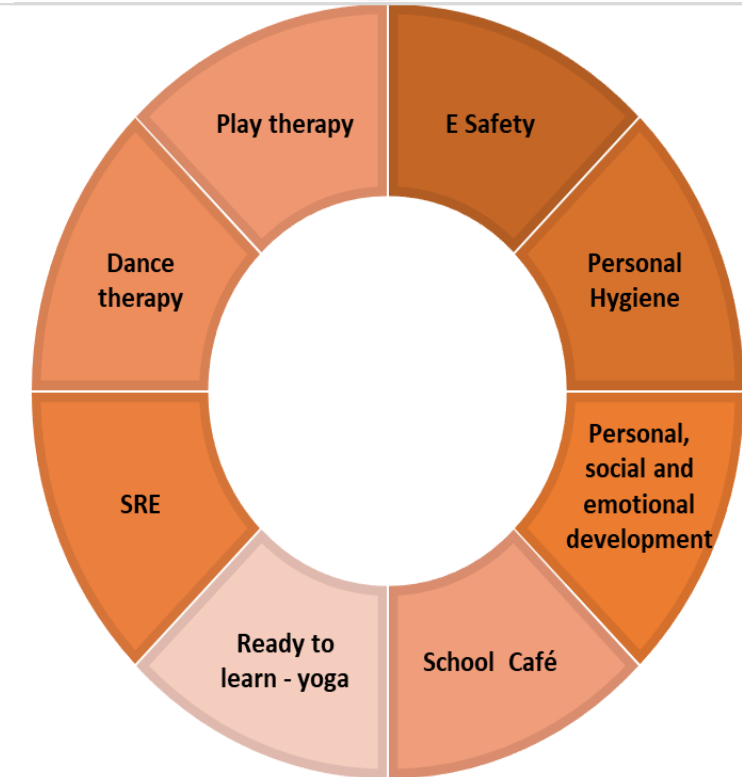 Play therapy
E Safety
Personal
Hygiene
Personal,
social and
emotional
development
School Café
Ready to
learn - yoga
SRE
Dance
therapy